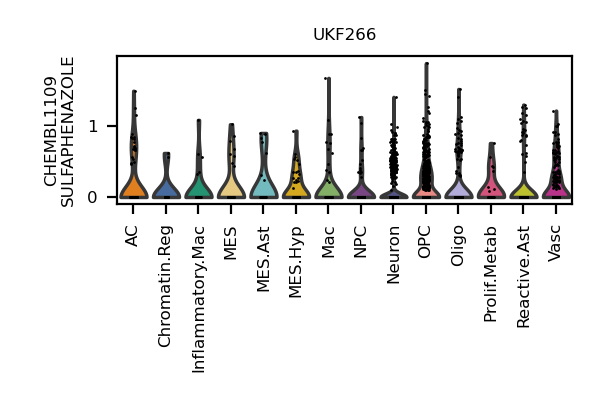 UKF266
CHEMBL1109
SULFAPHENAZOLE
1
0
AC
Chromatin.Reg
Inflammatory.Mac
MES
MES.Ast
MES.Hyp
Mac
NPC
Neuron
OPC
Oligo
Prolif.Metab
Reactive.Ast
Vasc